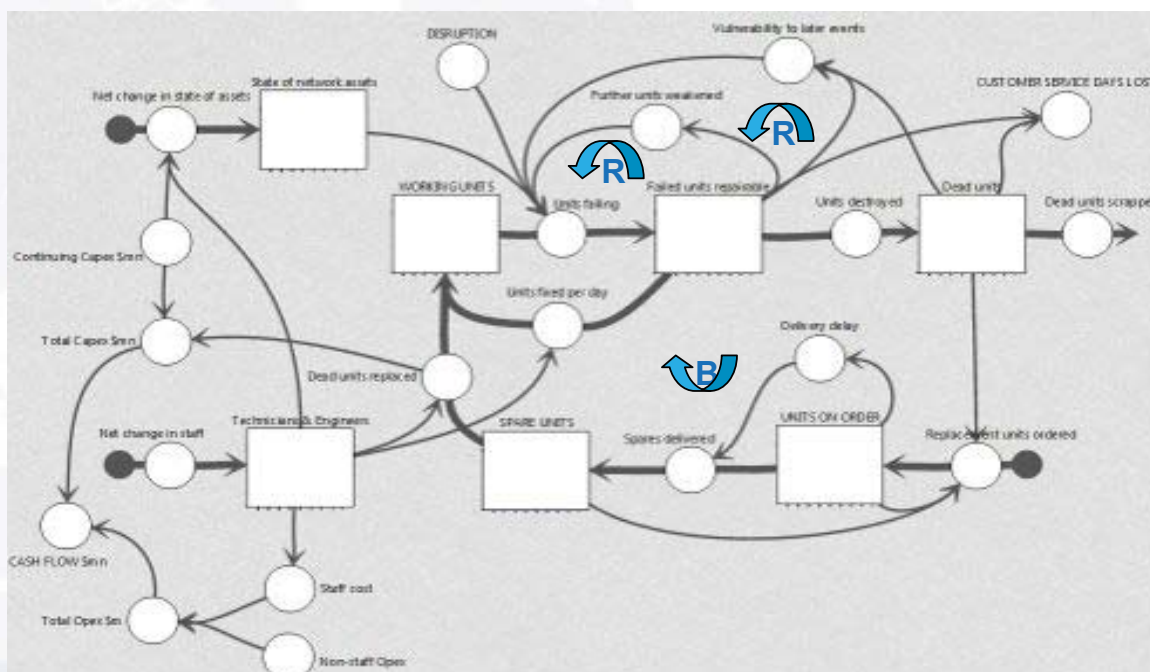 DISRUPTION
Vulnerability to later events
State of network assets
CUSTOMER SERVICE DAYS LOST
Net change in state of assets
Further units weakened
R
R
WORKING UNITS
Failed units repairable
Dead units
Units failing
Units destroyed
Dead units scrapped
Continuing Capex $mn
Units fixed per day
Delivery delay
Total Capex $mn
Dead units replaced
B
Technicians & Engineers
SPARE UNITS
UNITS ON ORDER
Net change in staff
Spares delivered
Replacement units ordered
CASH FLOW $mn
Staff cost
Total Opex $m
Non-staff Opex